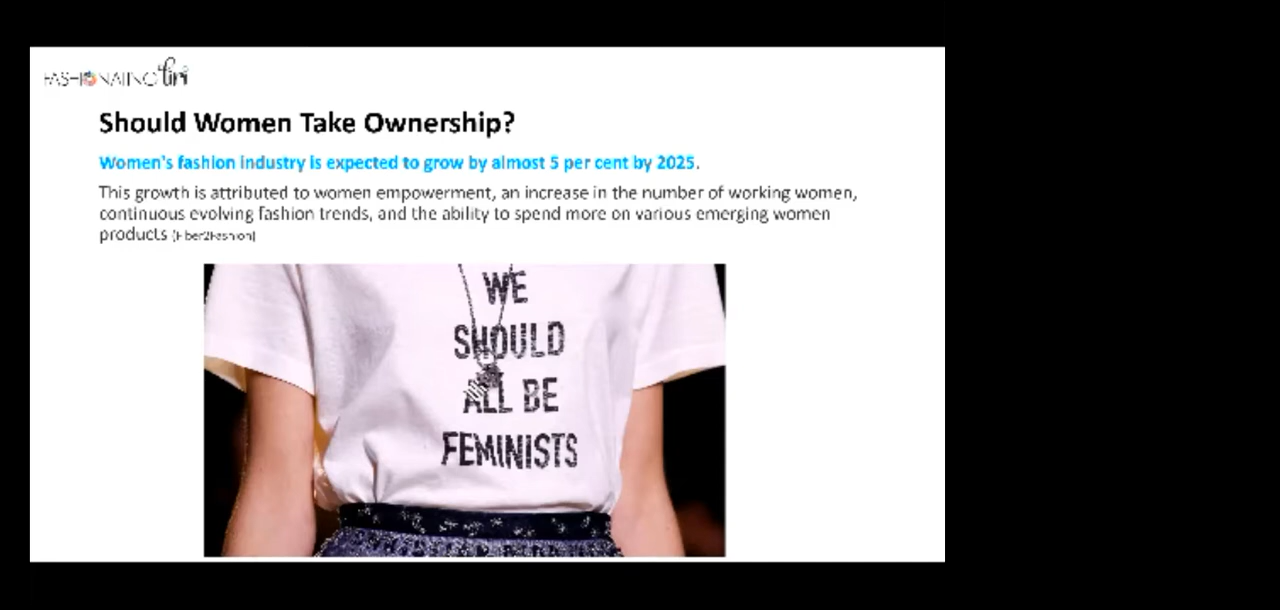 FASHIONATING
Should Women Take Ownership?
Women's fashion industry is expected to grow by almost 5 per cent by 2025.
This growth is attributed to women empowerment, an increase in the number of working women,
continuous evolving fashion trends, and the ability to spend more on various emerging women
products (Fiber2Fashion)
WE
SHOULD
ALL BE
FEMINISTS